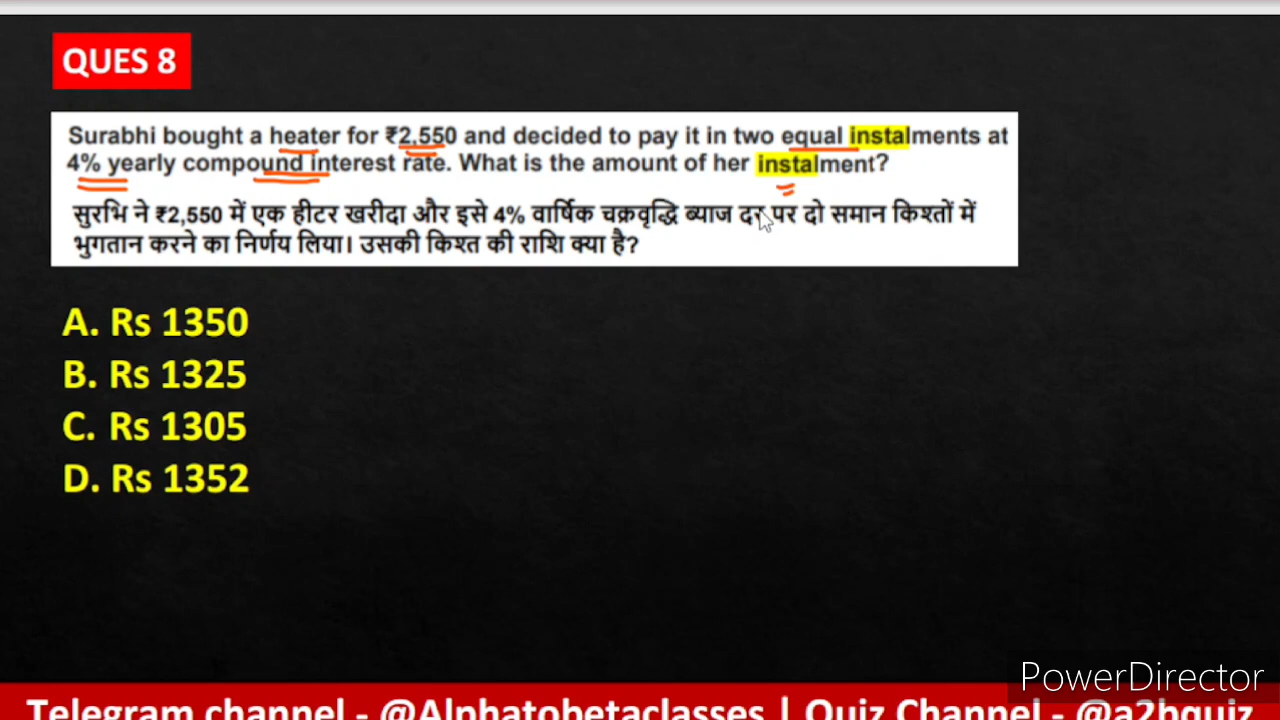 QUES 8
Surabhi bought a heater for ₹2,550 and decided to pay it in two equal instalments at
4% yearly compound interest rate. What is the amount of her instalment?
सुरभि ने ₹2,550 में एक हीटर खरीदा और इसे 4% वार्षिक चक्रवृद्धि ब्याज दर पर दो समान किश्तों में
भुगतान करने का निर्णय लिया। उसकी किश्त की राशि क्या है?
A. Rs 1350
B. Rs 1325
C. Rs 1305
D. Rs 1352
PowerDirector
Telegram channel - @Alphatobetaclasses | Quiz Channel - @a2bquiz